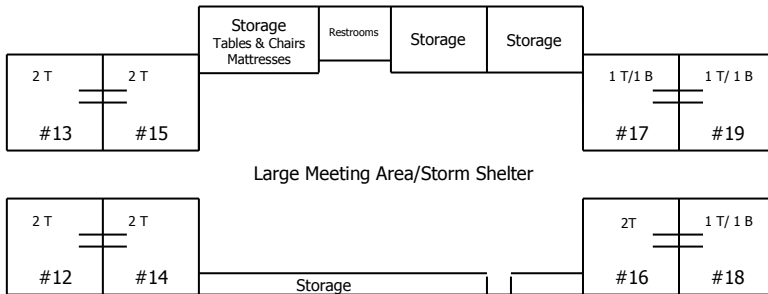 Storage
Tables & Chairs
Mattresses
Restrooms
Storage
Storage
2 T
2 T
1 T/1 B
1 T/ 1 B
#13
#15
#17
#19
Large Meeting Area/Storm Shelter
2 T
2 T
2T
1 T/ 1 B
#12
#14
#16
#18
Storage